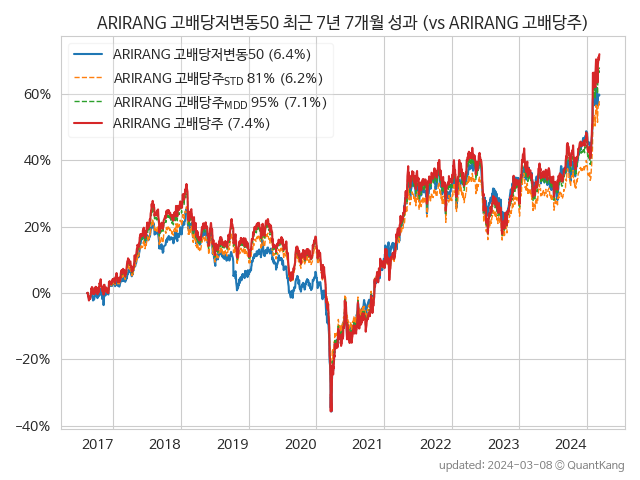 ARIRANG 고배당저변동50 최근 7년 7개월 성과 (vs ARIRANG 고배당주)
ARIRANG 고배당저변동50 (6.4%)
ARIRANG 고배당주STD 81% (6.2%)
ARIRANG 고배당주MDD 95% (7.1%)
ARIRANG 고배당주 (7.4%)
60%
40%
20%
0%
−20%
−40%
2017 2018 2019 2020 2021 2022 2023 2024
updated: 2024-03-08 © QuantKang